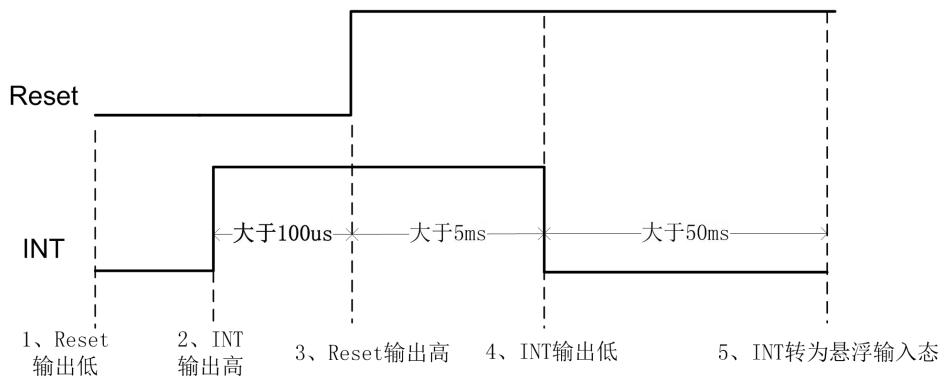 Reset
INT
大于100us
大于5ms
大于50ms
1、Reset
输出低
2、INT
输出高
3、Reset输出高
4、INT输出低
5、INT转为悬浮输入态